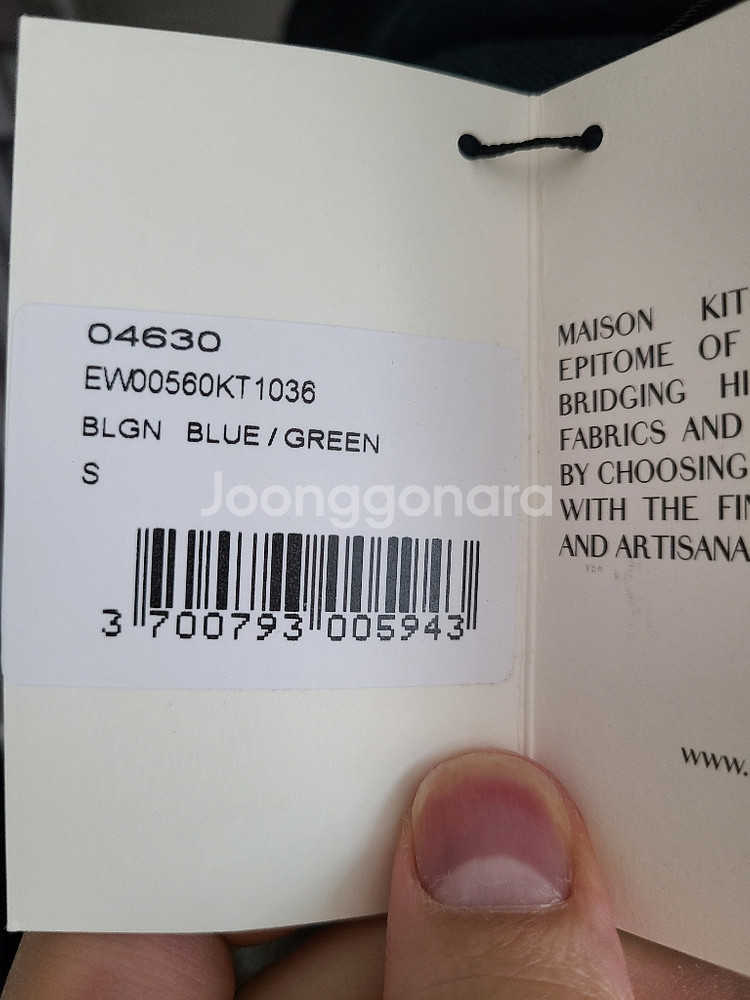 04630
EW00560KT1036
BLGN BLUE / GREEN
S
Joonggonara
3 700793 005943
MAISON KIT
EPITOME OF
BRIDGING HI
FABRICS AND
BY CHOOSING
WITH THE FIN
AND ARTISANA
www.